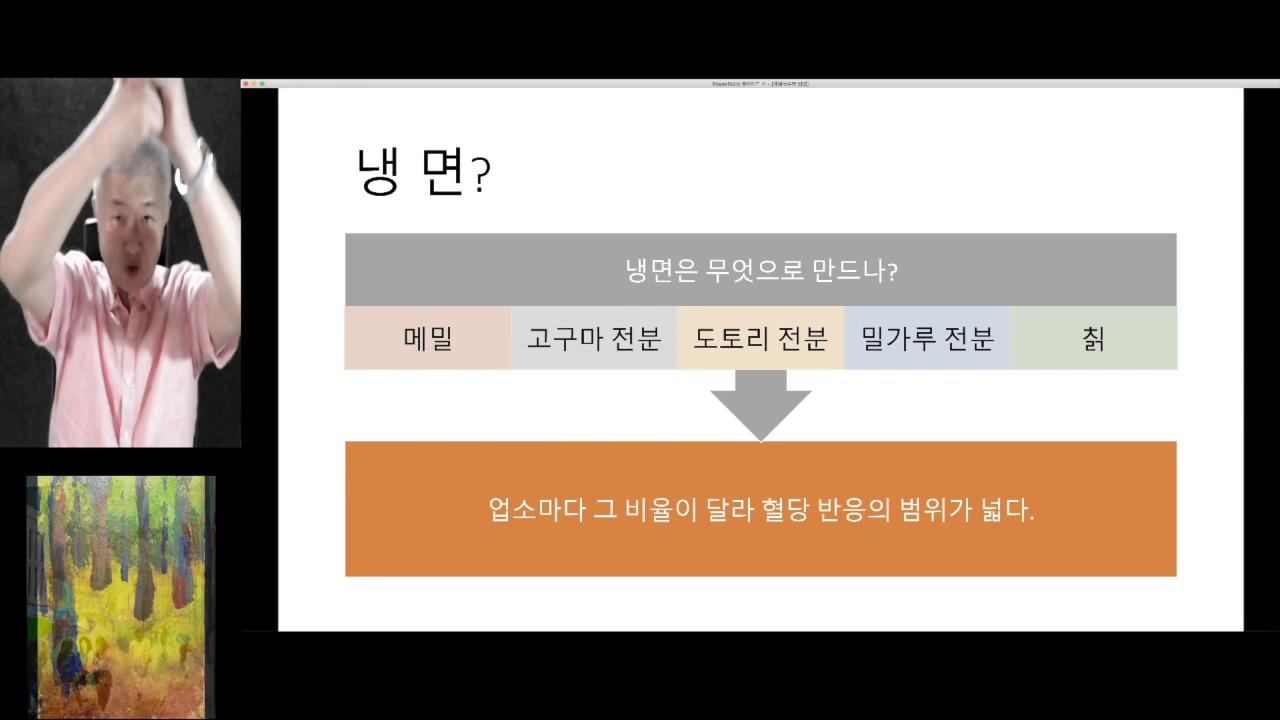 냉 면?
냉면은 무엇으로 만드나?
메밀
고구마 전분
도토리 전분
밀가루 전분
칡
업소마다 그 비율이 달라 혈당 반응의 범위가 넓다.